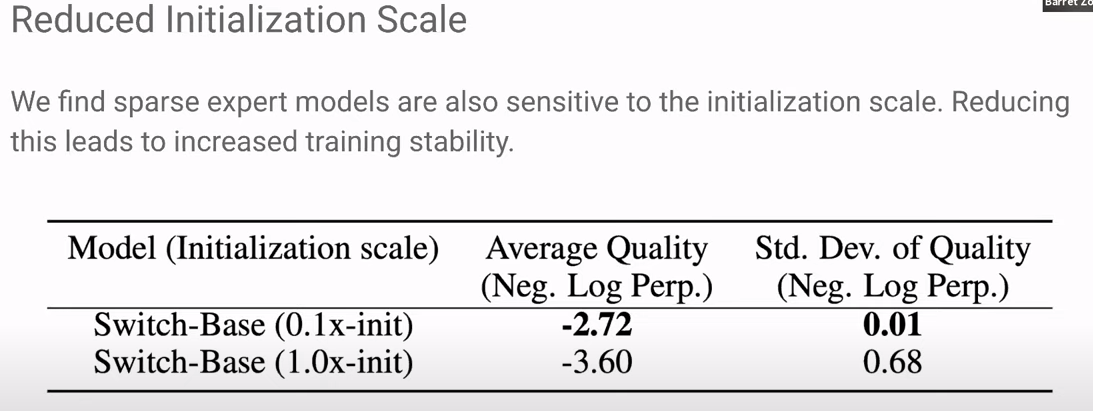 Reduced Initialization Scale
Barret Zo
We find sparse expert models are also sensitive to the initialization scale. Reducing
this leads to increased training stability.
Model (Initialization scale) Average Quality Std. Dev. of Quality
(Neg. Log Perp.) (Neg. Log Perp.)
Switch-Base (0.1x-init) -2.72 0.01
Switch-Base (1.0x-init) -3.60 0.68